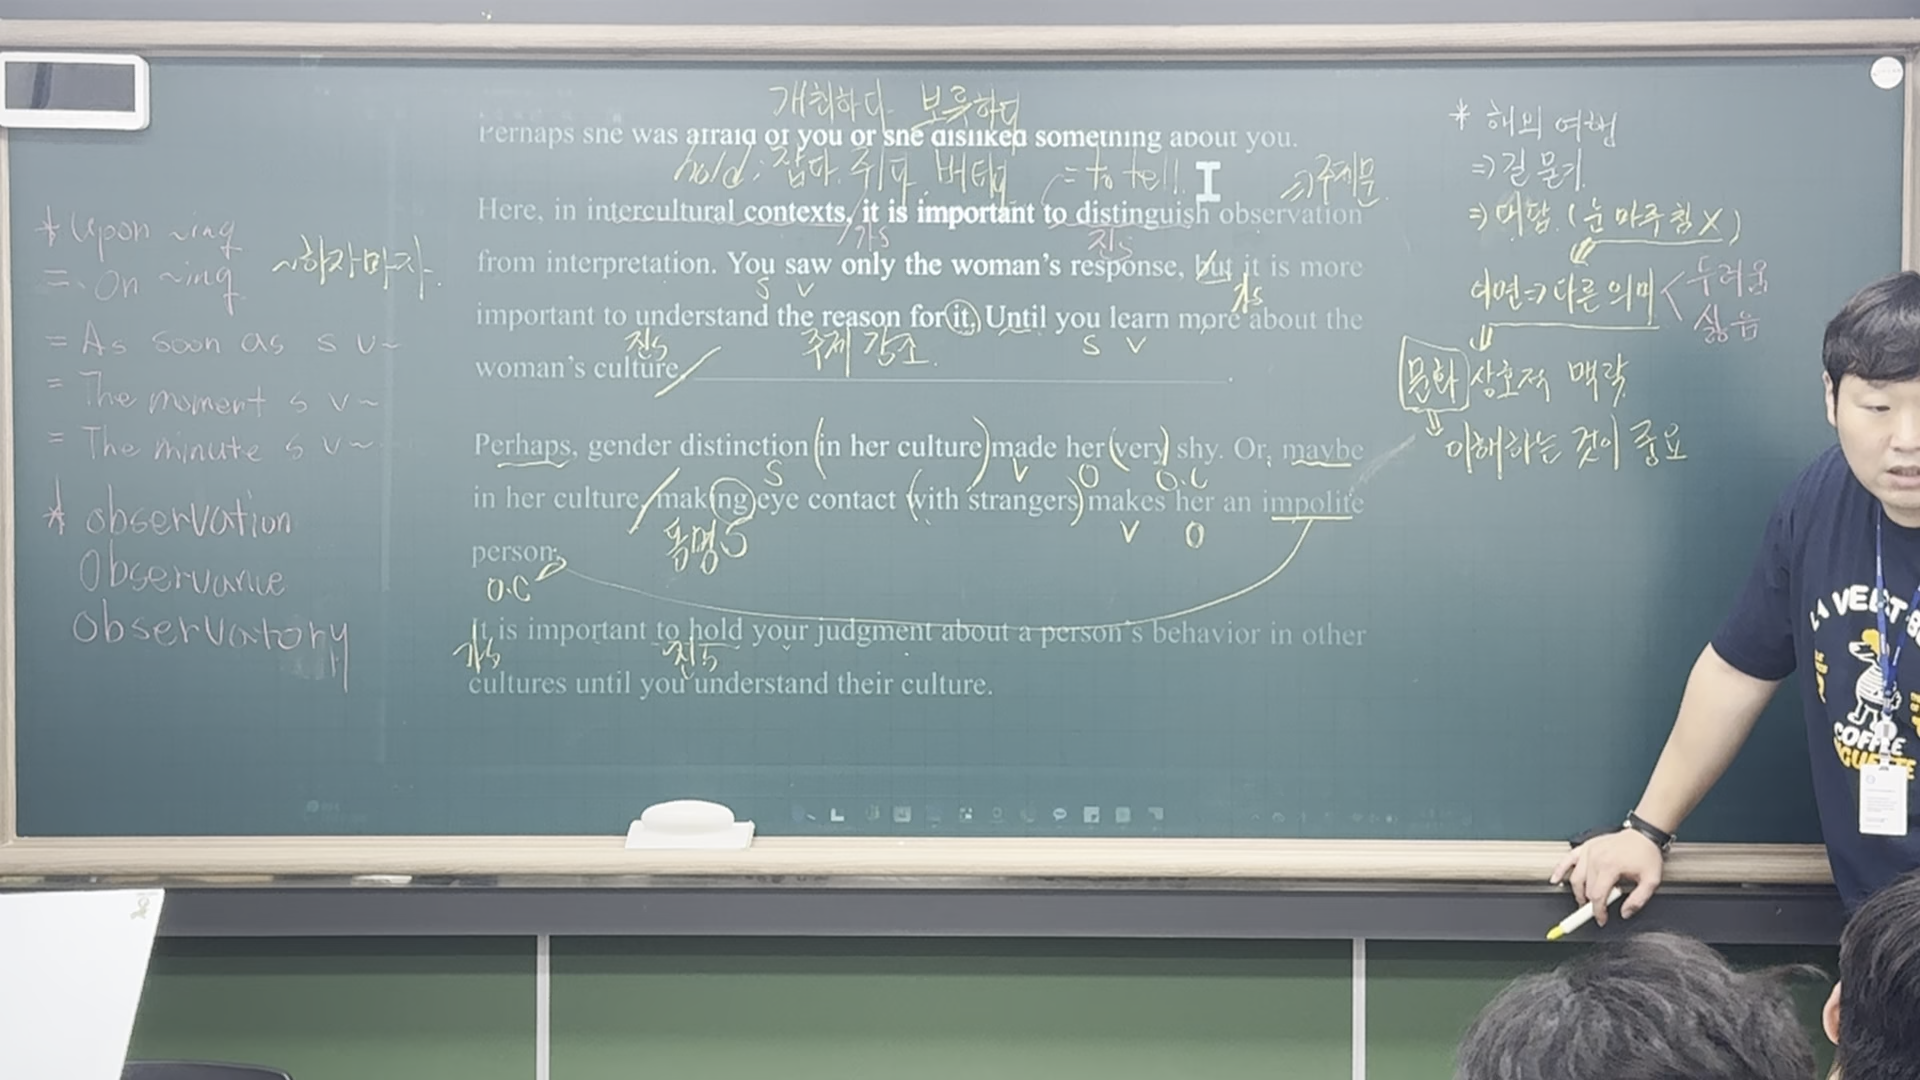 * upon ~ing
= on ~ing
~하자마자.
= As soon as s v~
= The moment s v~
= The minute s v~
* observation
Observance
observatory
개최하다 보류하다
Perhaps she was afraid of you or she disliked something about you.
hold: 잡다. 쥐다. 버티다
= to tell.
⇒주제문.
Here, in intercultural contexts, it is important to distinguish observation
가S
진S
from interpretation. You saw only the woman's response, but it is more
S V
가S
important to understand the reason for it. Until you learn more about the
진S
주제 강조.
S V
woman's culture, ____________.
Perhaps, gender distinction (in her culture) made her (very) shy. Or, maybe
S V O O.C
in her culture, making eye contact (with strangers) makes her an impolite
동명S
V O
person.
O.C
It is important to hold your judgment about a person's behavior in other
가S
진S
cultures until you understand their culture.
* 해외 여행
⇒ 길 묻기
⇒ 대답. (눈 마주침 X)
⇒ 다른 의미 < 두려움
싫음
문화 상호적 맥락
이해하는 것이 중요
COFFEE